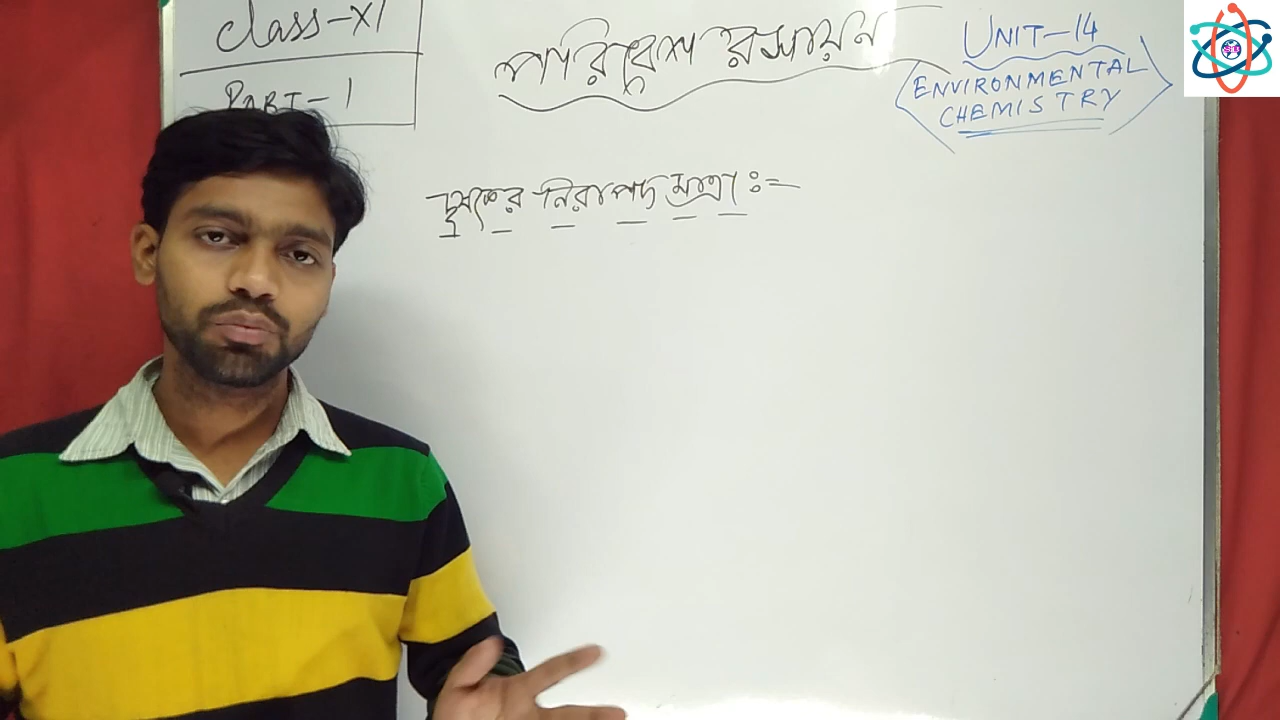 Class-XI
PART-1
পরিবেশ রসায়ন
UNIT-14
ENVIRONMENTAL
CHEMISTRY
দূষকের নিরাপদ মাত্রা :-